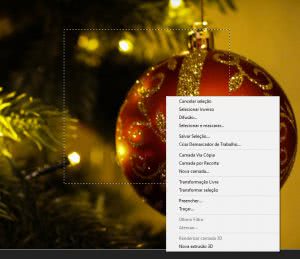 Cancelar seleção
Selecionar Inverso
Difusão...
Selecionar e mascarar...
Salvar Seleção...
Criar Demarcador de Trabalho...
Camada Via Cópia
Camada por Recorte
Nova camada...
Transformação Livre
Transformar seleção
Preencher...
Traçar...
Último Filtro
Atenuar...
Renderizar camada 3D
Nova extrusão 3D